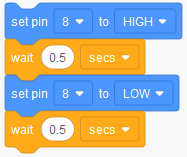 set pin 8 to HIGH
wait 0.5 secs
set pin 8 to LOW
wait 0.5 secs